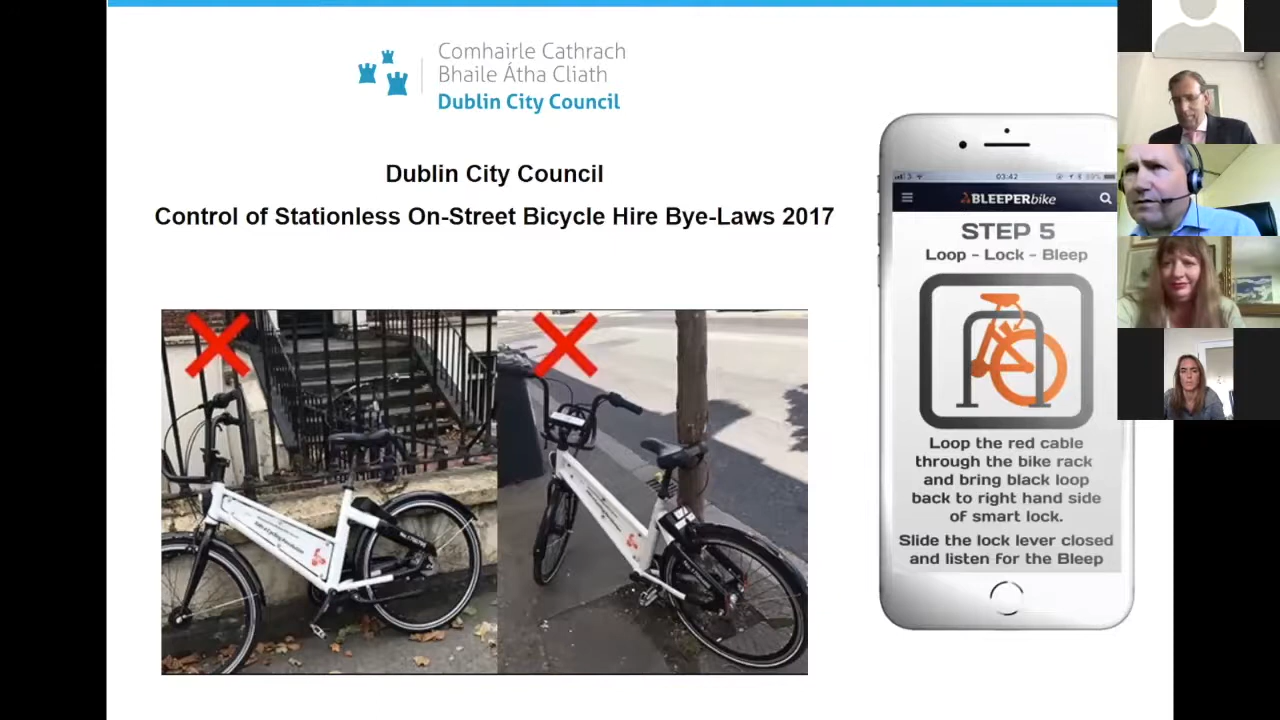 Comhairle Cathrach
Bhaile Átha Cliath
Dublin City Council
Dublin City Council
Control of Stationless On-Street Bicycle Hire Bye-Laws 2017
03:42
BLEEPERbike
STEP 5
Loop - Lock - Bleep
Loop the red cable
through the bike rack
and bring black loop
back to right hand side
of smart lock.
Slide the lock lever closed
and listen for the Bleep